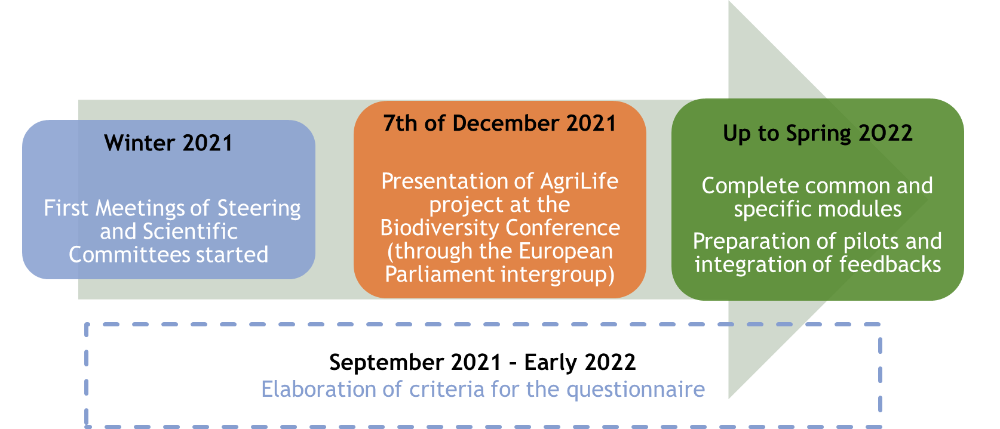 Winter 2021
First Meetings of Steering
and Scientific
Committees started
7th of December 2021
Presentation of AgriLife
project at the
Biodiversity Conference
(through the European
Parliament intergroup)
Up to Spring 2O22
Complete common and
specific modules
Preparation of pilots and
integration of feedbacks
September 2021 – Early 2022
Elaboration of criteria for the questionnaire